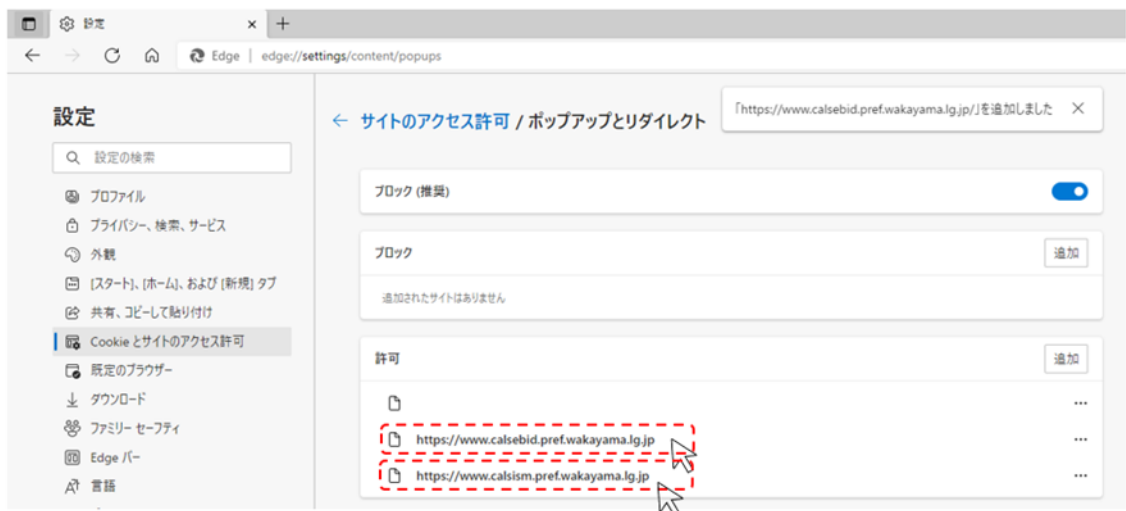 設定
Edge | edge://settings/content/popups
設定
設定の検索
プロファイル
プライバシー、検索、サービス
外観
[スタート]、[ホーム]、および [新規] タブ
共有、コピーして貼り付け
Cookie とサイトのアクセス許可
既定のブラウザー
ダウンロード
ファミリー セーフティ
Edge バー
言語
サイトのアクセス許可 / ポップアップとリダイレクト
「https://www.calsebid.pref.wakayama.lg.jp/」を追加しました
ブロック (推奨)
ブロック
追加
追加されたサイトはありません
許可
追加
https://www.calsebid.pref.wakayama.lg.jp
https://www.calsism.pref.wakayama.lg.jp